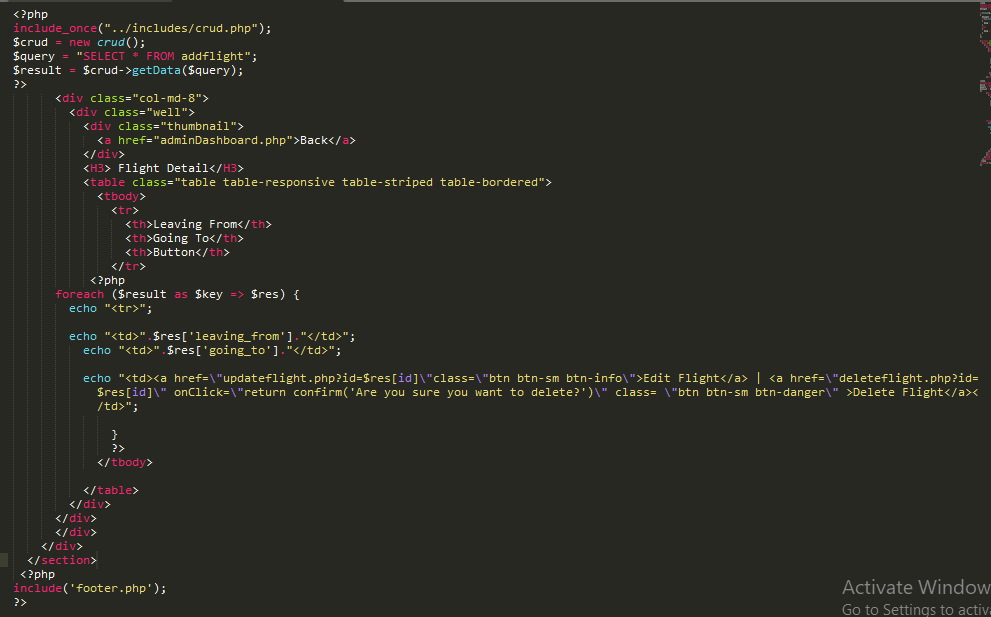 <?php
include_once("../includes/crud.php");
$crud = new crud();
$query = "SELECT * FROM addflight";
$result = $crud->getData($query);
?>
<div class="col-md-8">
<div class="well">
<div class="thumbnail">
<a href="adminDashboard.php">Back</a>
</div>
<H3> Flight Detail</H3>
<table class="table table-responsive table-striped table-bordered">
<tbody>
<tr>
<th>Leaving From</th>
<th>Going To</th>
<th>Button</th>
</tr>
<?php
foreach ($result as $key => $res) {
echo "<tr>";
echo "<td>".$res['leaving_from']."</td>";
echo "<td>".$res['going_to']."</td>";
echo "<td><a href=\"updateflight.php?id=$res[id]\"class=\"btn btn-sm btn-info\">Edit Flight</a> | <a href=\"deleteflight.php?id=
$res[id]\" onClick=\"return confirm('Are you sure you want to delete?')\" class= \"btn btn-sm btn-danger\" >Delete Flight</a><
/td>";
}
?>
</tbody>
</table>
</div>
</div>
</div>
</div>
</section>
<?php
include('footer.php');
?>
Activate Window
Go to Settings to activ